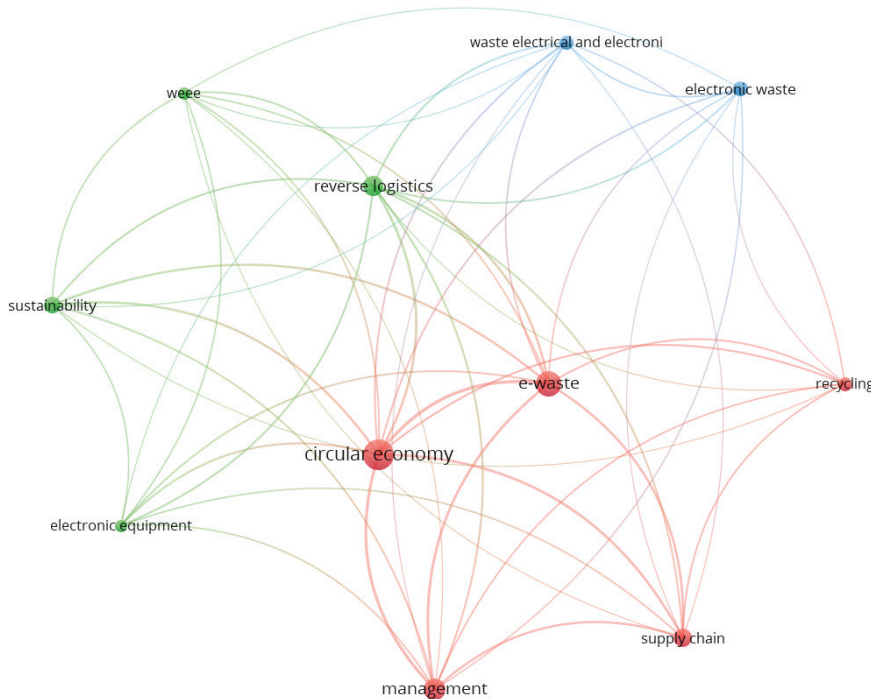 waste electrical and electroni
electronic waste
weee
reverse logistics
sustainability
e-waste
recycling
circular economy
electronic equipment
supply chain
management